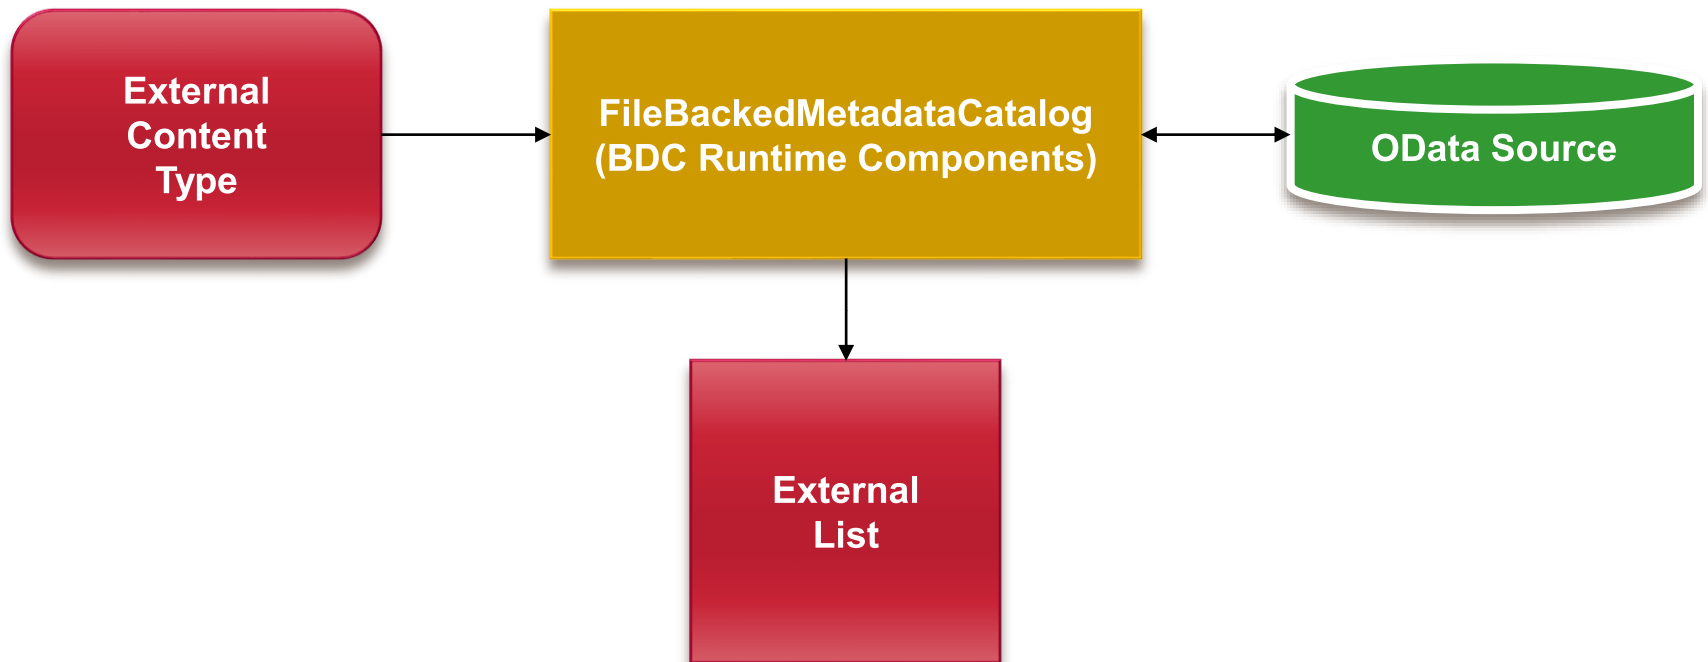 External
Content
Type
FileBackedMetadataCatalog
(BDC Runtime Components)
OData Source
External
List